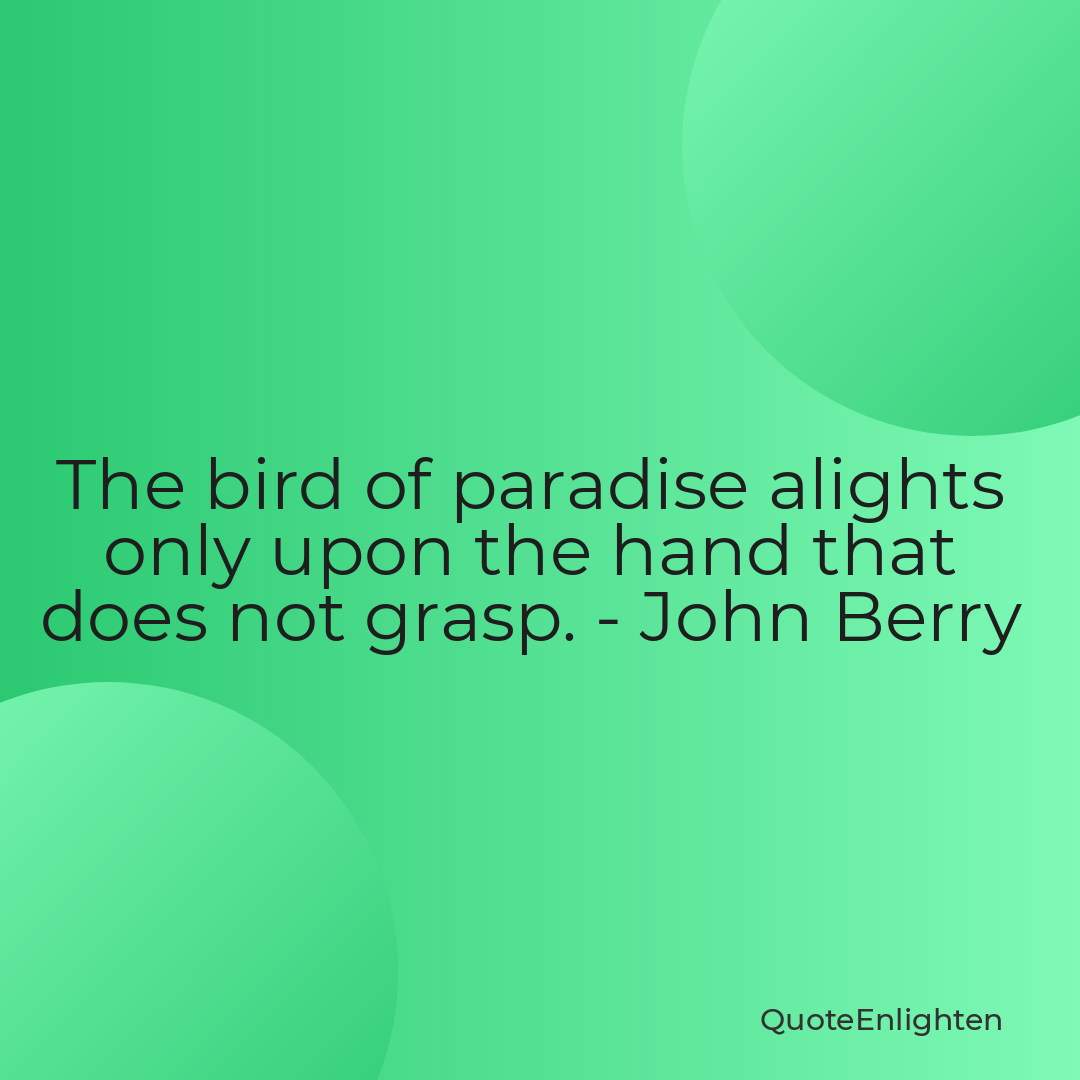 The bird of paradise alights
only upon the hand that
does not grasp. - John Berry
QuoteEnlighten